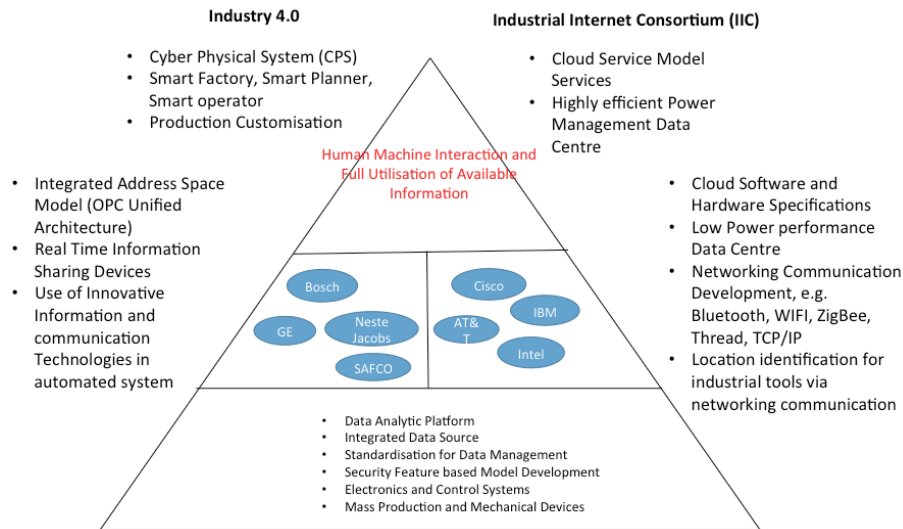 Industry 4.0
• Cyber Physical System (CPS)
• Smart Factory, Smart Planner,
Smart operator
• Production Customisation
Industrial Internet Consortium (IIC)
• Cloud Service Model
Services
• Highly efficient Power
Management Data
Centre
Human Machine Interaction and
Full Utilisation of Available
Information
• Integrated Address Space
Model (OPC Unified
Architecture)
• Real Time Information
Sharing Devices
• Use of Innovative
Information and
communication
Technologies in
automated system
Bosch
GE
Neste
Jacobs
SAFCO
Cisco
IBM
AT&
T
Intel
• Cloud Software and
Hardware Specifications
• Low Power performance
Data Centre
• Networking Communication
Development, e.g.
Bluetooth, WIFI, ZigBee,
Thread, TCP/IP
• Location identification for
industrial tools via
networking communication
• Data Analytic Platform
• Integrated Data Source
• Standardisation for Data Management
• Security Feature based Model Development
• Electronics and Control Systems
• Mass Production and Mechanical Devices